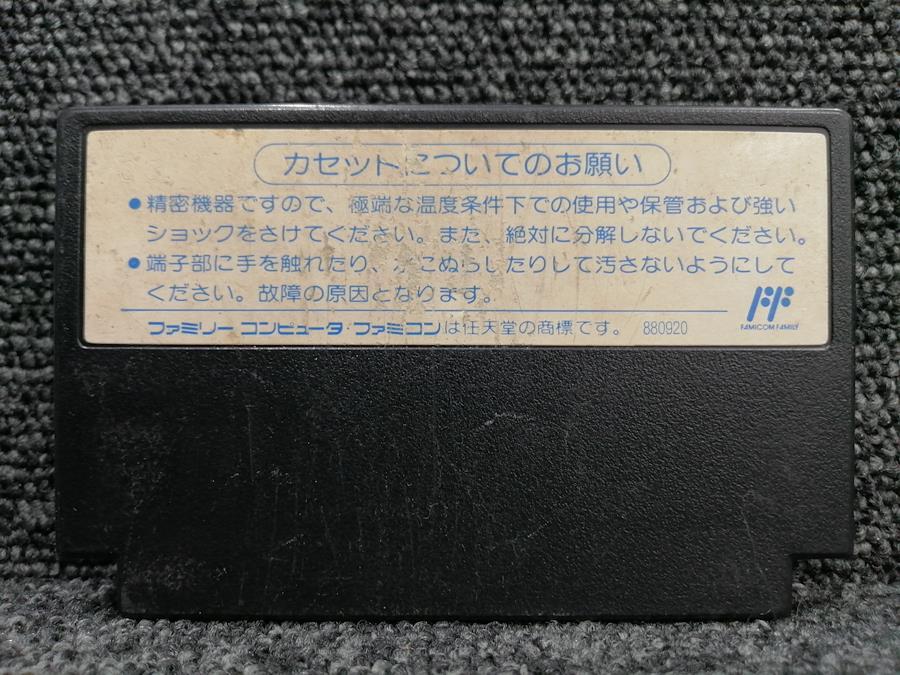 カセットについてのお願い
●精密機器ですので、極端な温度条件下での使用や保管および強い
ショックをさけてください。また、絶対に分解しないでください。
●端子部に手を触れたり、 ぬらしたりして汚さないようにして
ください。故障の原因となります。
FF
FAMICOM FAMILY
ファミリーコンピュータ・ファミコンは任天堂の商標です。 880920